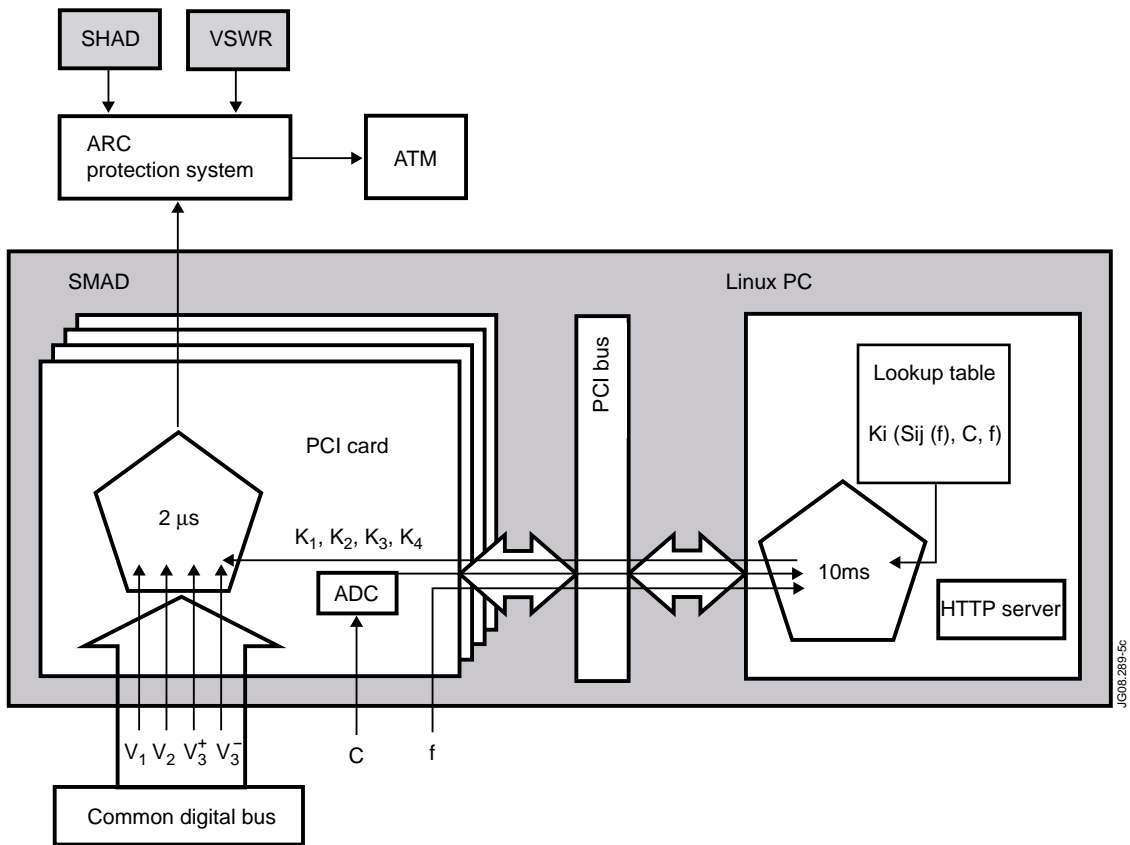 SHAD
VSWR
ARC
protection system
ATM
SMAD
Linux PC
PCI card
PCI bus
Lookup table
Ki (Sij (f), C, f)
2 μs
K₁, K₂, K₃, K₄
ADC
10ms
HTTP server
V₁ V₂ V₃⁺ V₃⁻
C
f
Common digital bus
JG08.289-5c